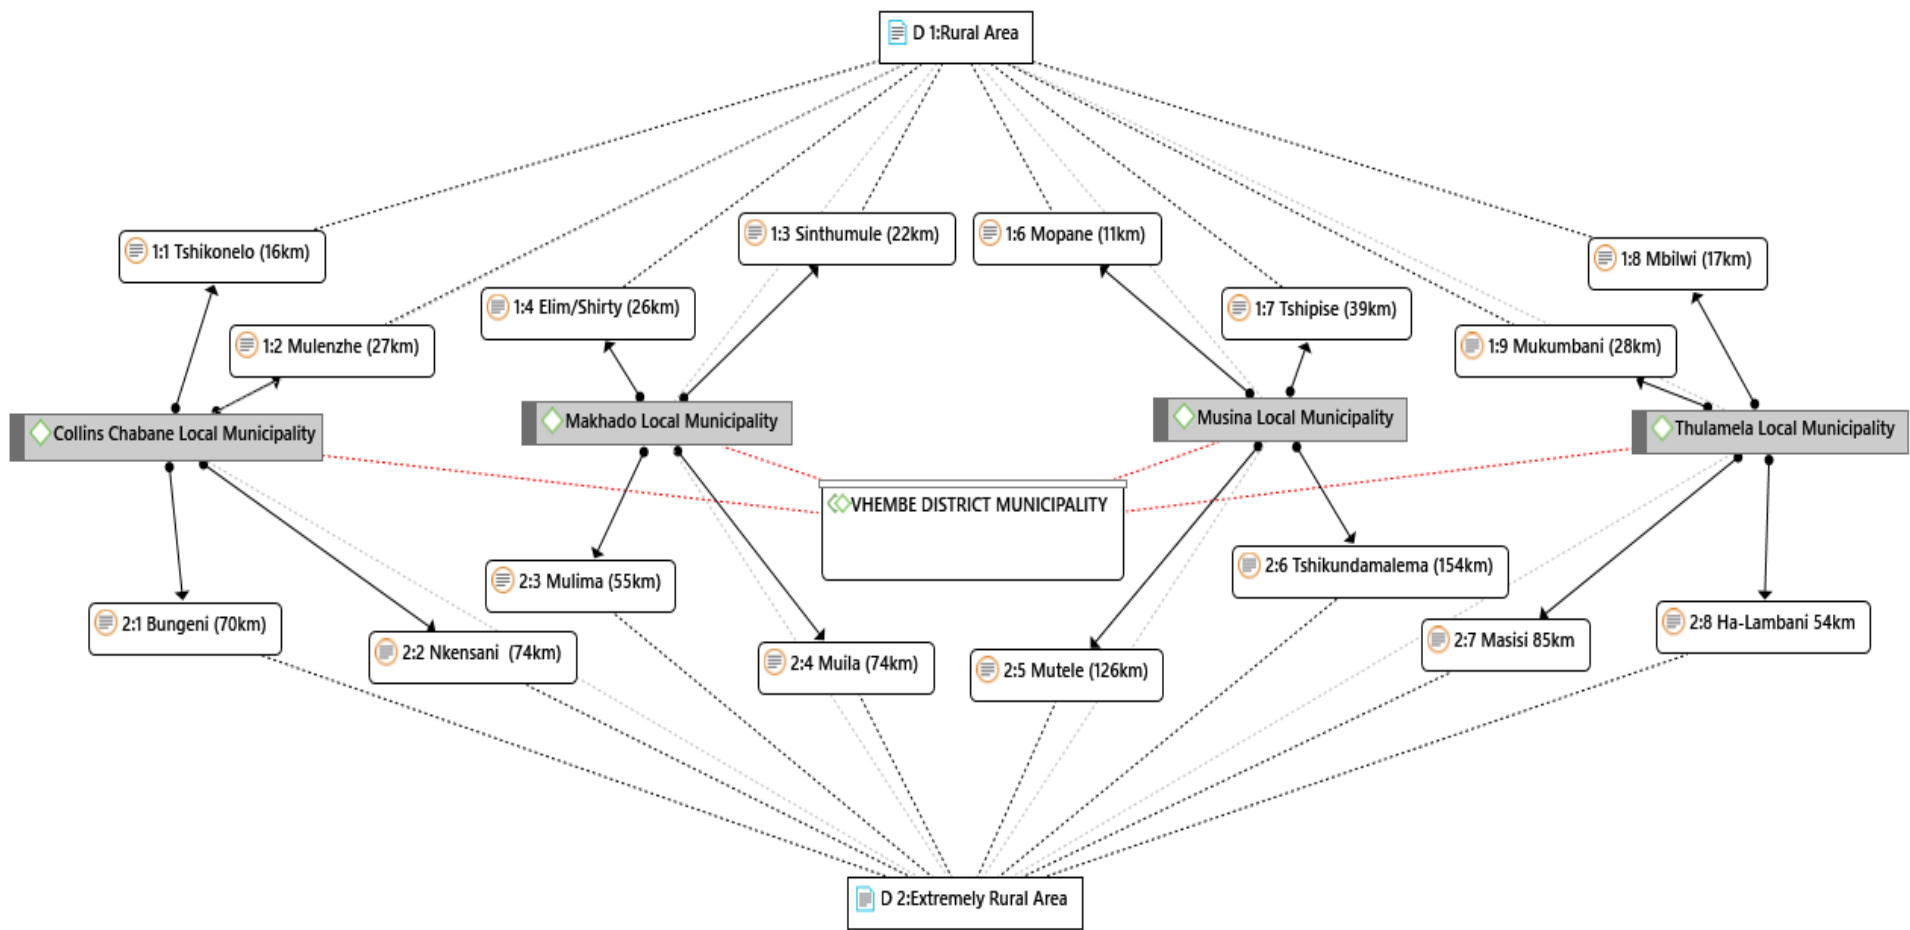 D 1:Rural Area
1:3 Sinthumule (22km)
1:6 Mopane (11km)
1:1 Tshikonelo (16km)
1:8 Mbilwi (17km)
1:4 Elim/Shirty (26km)
1:7 Tshipise (39km)
1:2 Mulenzhe (27km)
1:9 Mukumbani (28km)
Collins Chabane Local Municipality
Makhado Local Municipality
Musina Local Municipality
Thulamela Local Municipality
VHEMBE DISTRICT MUNICIPALITY
2:3 Mulima (55km)
2:6 Tshikundamalema (154km)
2:1 Bungeni (70km)
2:2 Nkensani (74km)
2:4 Muila (74km)
2:5 Mutele (126km)
2:7 Masisi 85km
2:8 Ha-Lambani 54km
D 2:Extremely Rural Area